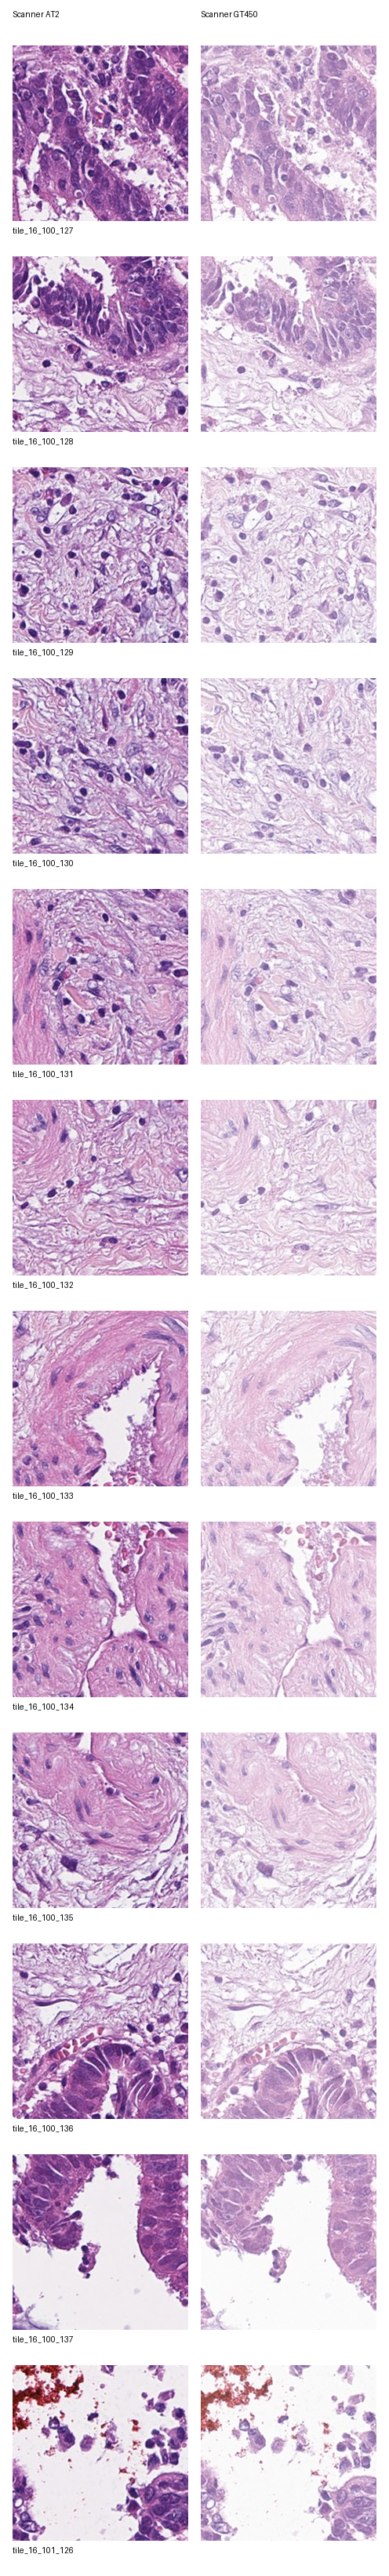 Scanner AT2
Scanner GT450
tile_16_100_127
tile_16_100_128
tile_16_100_129
tile_16_100_130
tile_16_100_131
tile_16_100_132
tile_16_100_133
tile_16_100_134
tile_16_100_135
tile_16_100_136
tile_16_100_137
tile_16_101_126